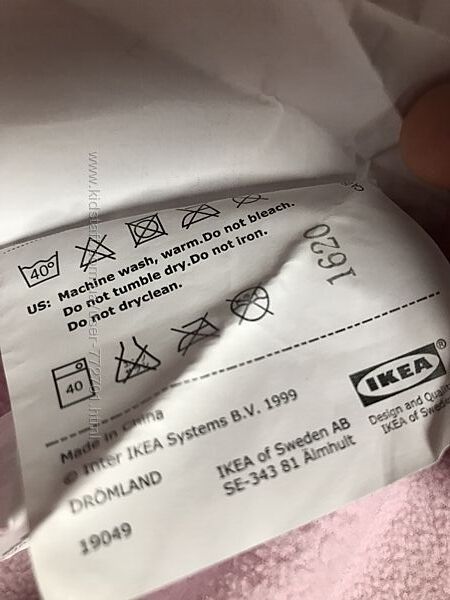 40°
US: Machine wash, warm. Do not bleach.
Do not tumble dry. Do not iron.
Do not dryclean.
1620
40
Made in China
© Inter IKEA Systems B.V. 1999
DRÖMLAND
19049
IKEA of Sweden AB
SE-343 81 Älmhult
IKEA®
Design and Quality
IKEA of Sweden